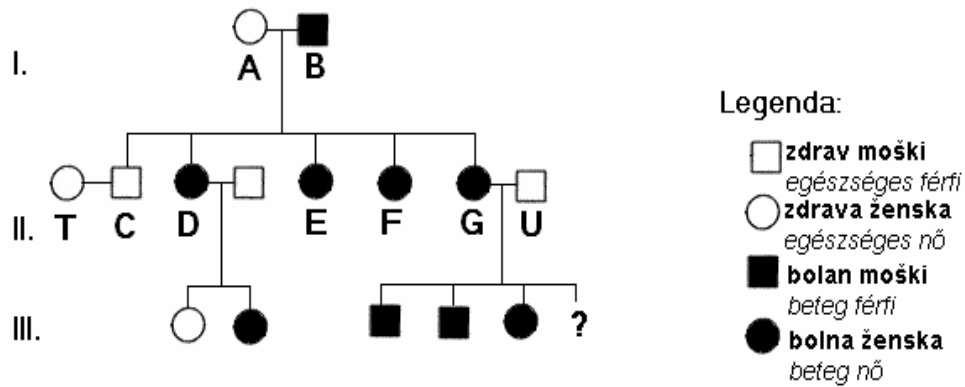 I.
A B
II. T C D E F G U
III. ?
Legenda:
zdrav moški
egészséges férfi
zdrava ženska
egészséges nő
bolan moški
beteg férfi
bolna ženska
beteg nő